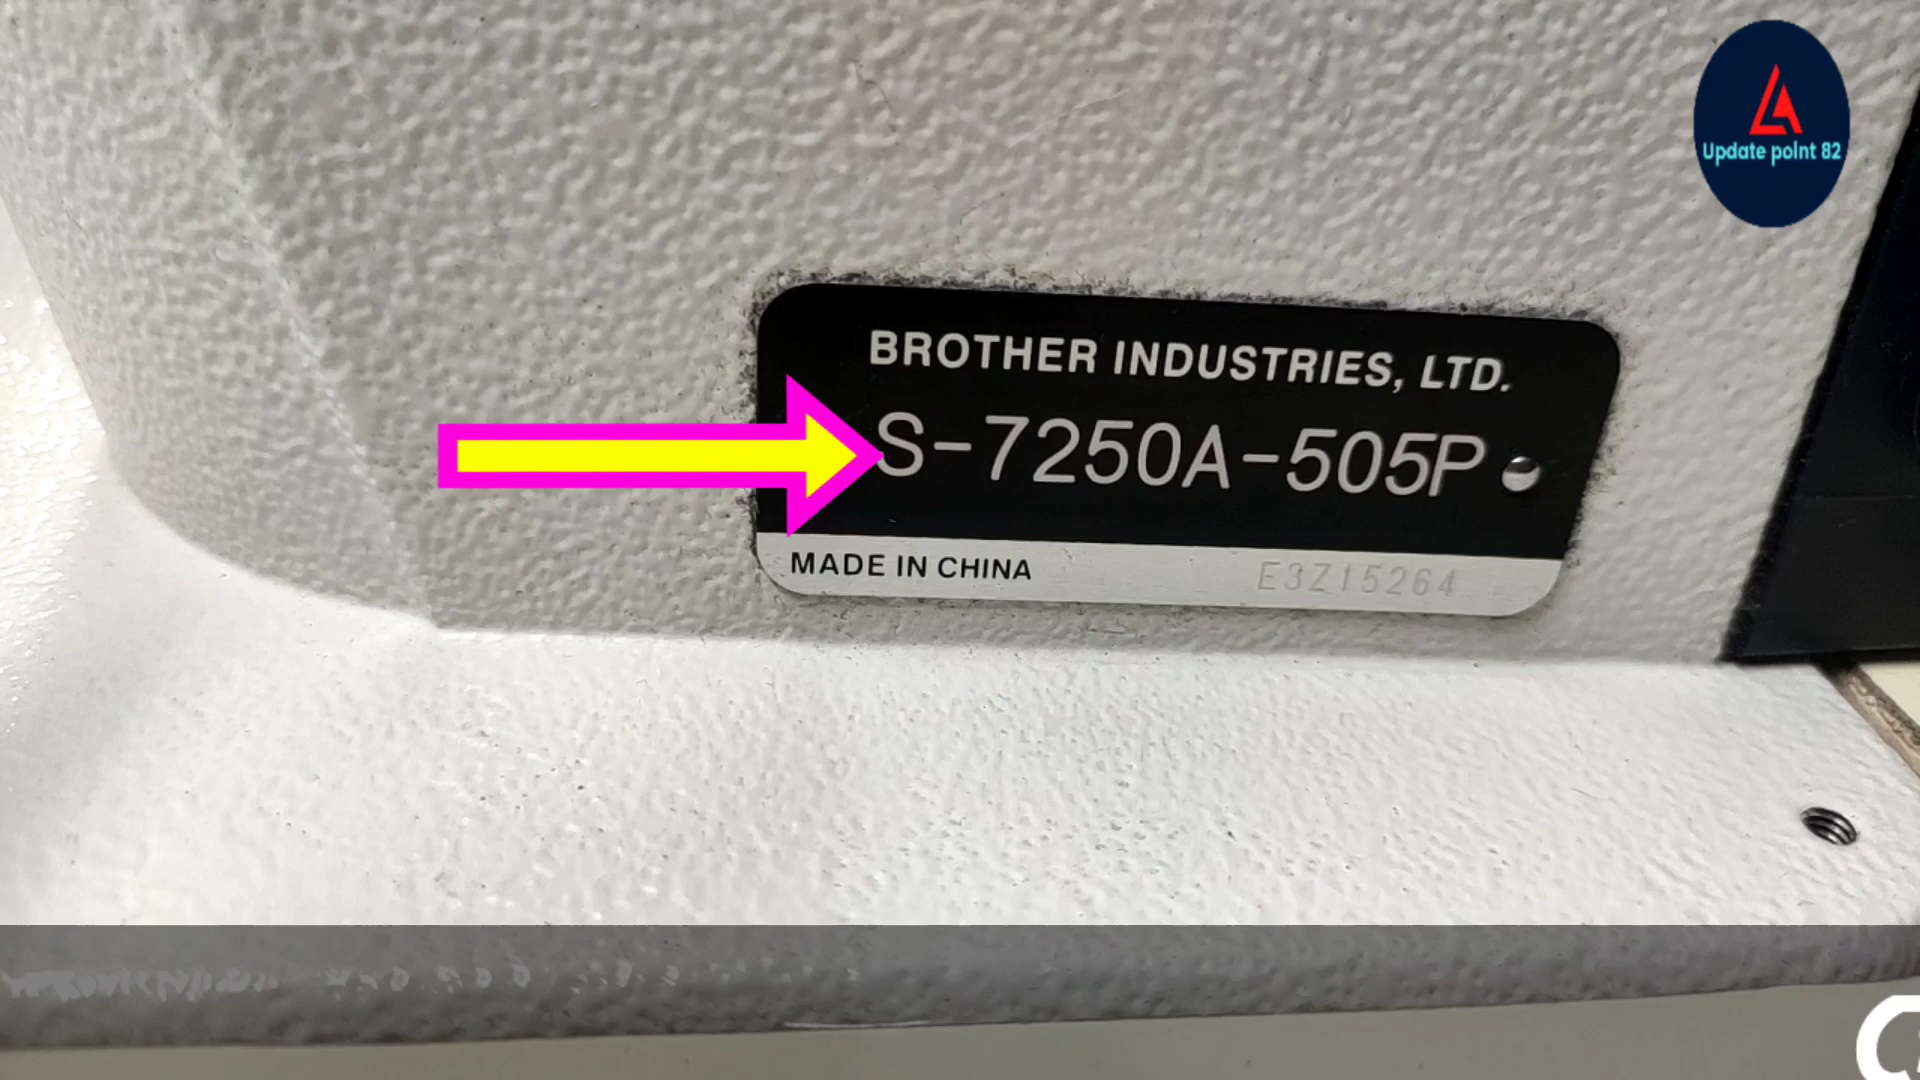 Update point 82
BROTHER INDUSTRIES, LTD.
S-7250A-505P
MADE IN CHINA
E3Z15264